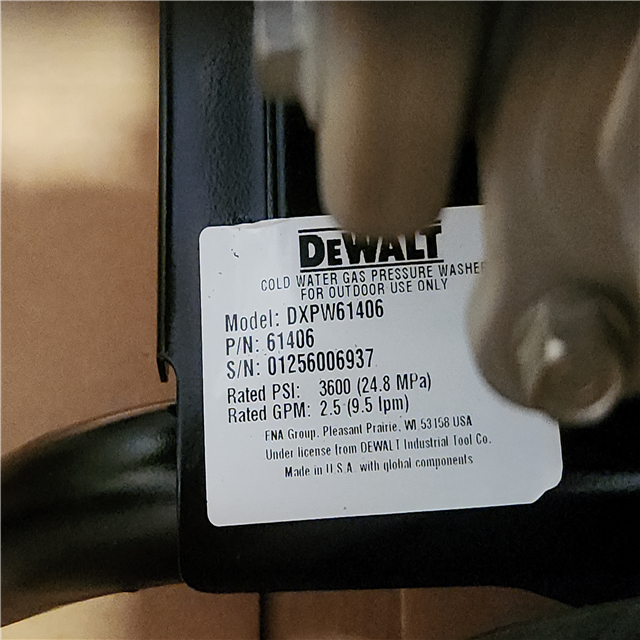 DEWALT
COLD WATER GAS PRESSURE WASHER
FOR OUTDOOR USE ONLY
Model: DXPW61406
P/N: 61406
S/N: 01256006937
Rated PSI: 3600 (24.8 MPa)
Rated GPM: 2.5 (9.5 lpm)
FNA Group, Pleasant Prairie, WI 53158 USA
Under license from DEWALT Industrial Tool Co.
Made in U.S.A. with global components